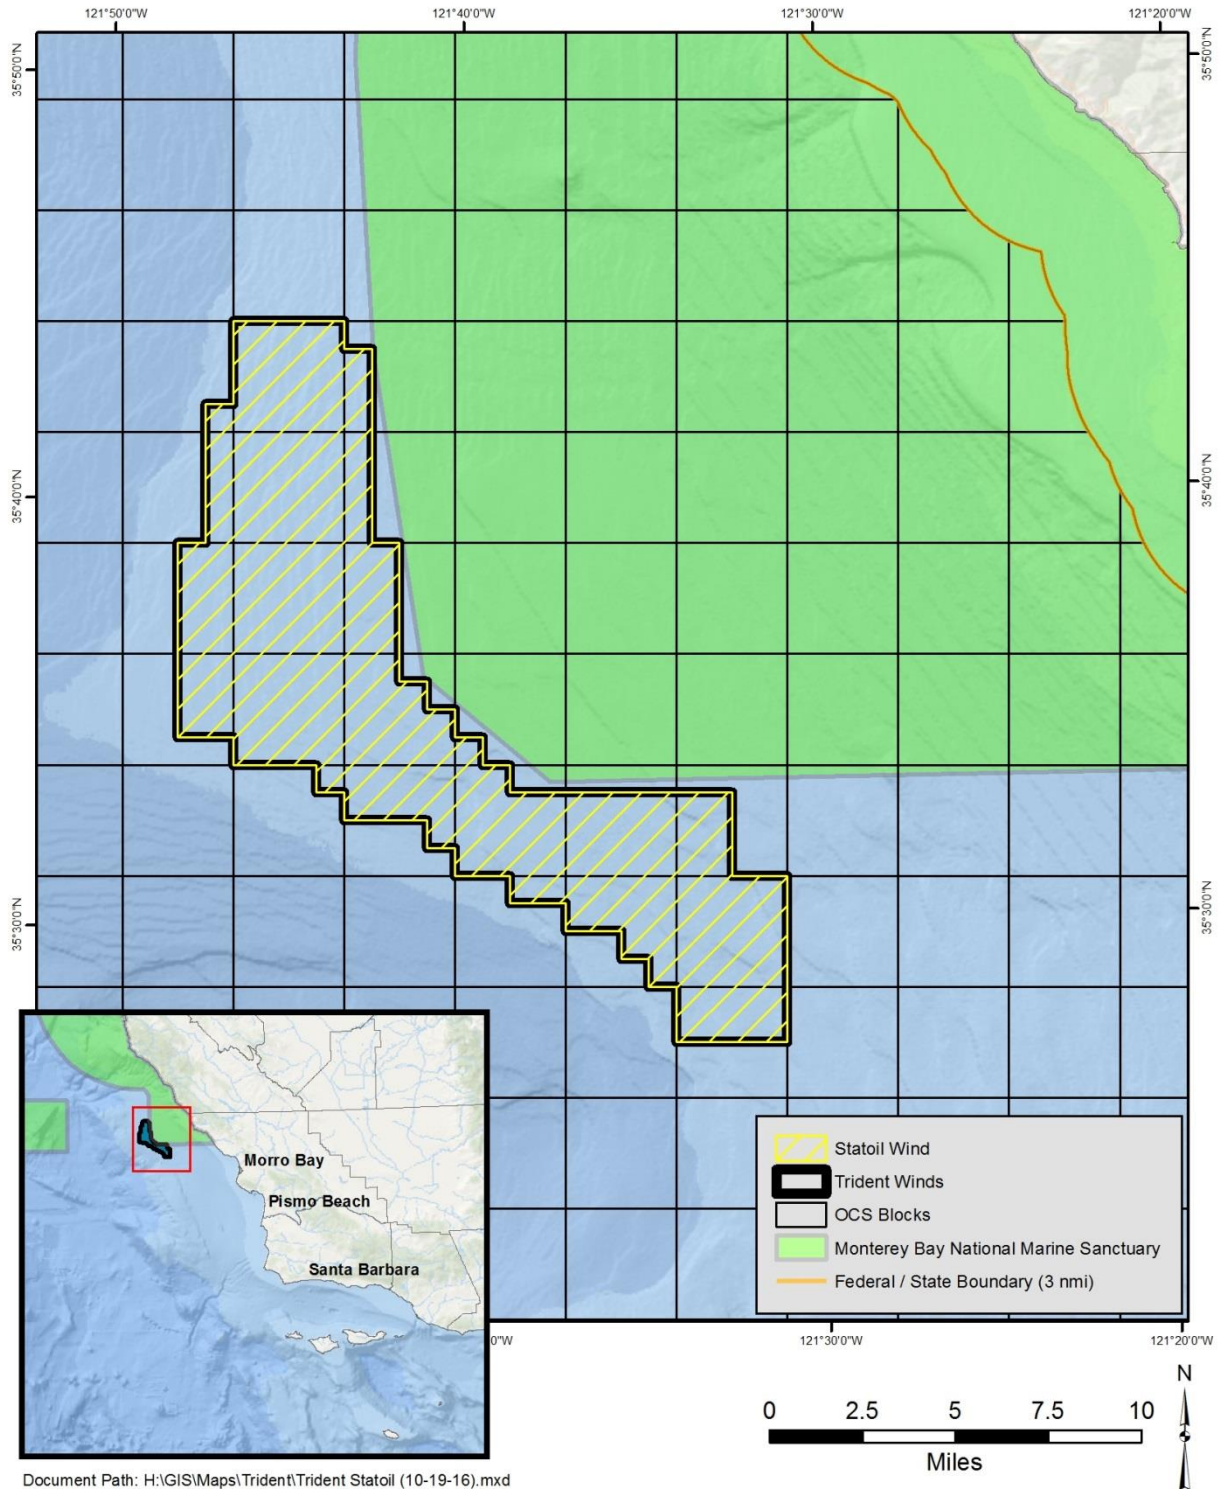 121°50'0"W 121°40'0"W 121°30'0"W 121°20'0"W
35°50'0"N 35°50'0"N
35°40'0"N 35°40'0"N
35°30'0"N 35°30'0"N
Morro Bay
Pismo Beach
Santa Barbara
Statoil Wind
Trident Winds
OCS Blocks
Monterey Bay National Marine Sanctuary
Federal / State Boundary (3 nmi)
0"W 121°30'0"W 121°20'0"W
N
0 2.5 5 7.5 10
Miles
Document Path: H:\GIS\Maps\Trident\Trident Statoil (10-19-16).mxd